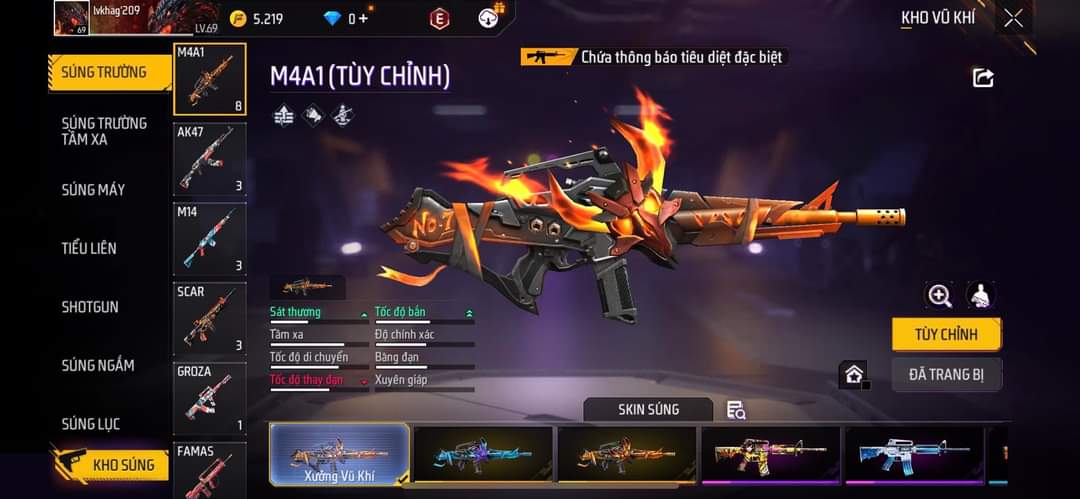 lvkhag'209
69
LV.69
5.219
0 +
E
KHO VŨ KHÍ
SÚNG TRƯỜNG
SÚNG TRƯỜNG
TẦM XA
SÚNG MÁY
TIỂU LIÊN
SHOTGUN
SÚNG NGẮM
SÚNG LỤC
KHO SÚNG
M4A1
8
AK47
3
M14
3
SCAR
3
GROZA
1
FAMAS
M4A1 (TÙY CHỈNH)
Chứa thông báo tiêu diệt đặc biệt
No.1
Sát thương
Tốc độ bắn
Tầm xa
Độ chính xác
Tốc độ di chuyển
Băng đạn
Tốc độ thay đạn
Xuyên giáp
TÙY CHỈNH
ĐÃ TRANG BỊ
SKIN SÚNG
Xưởng Vũ Khí